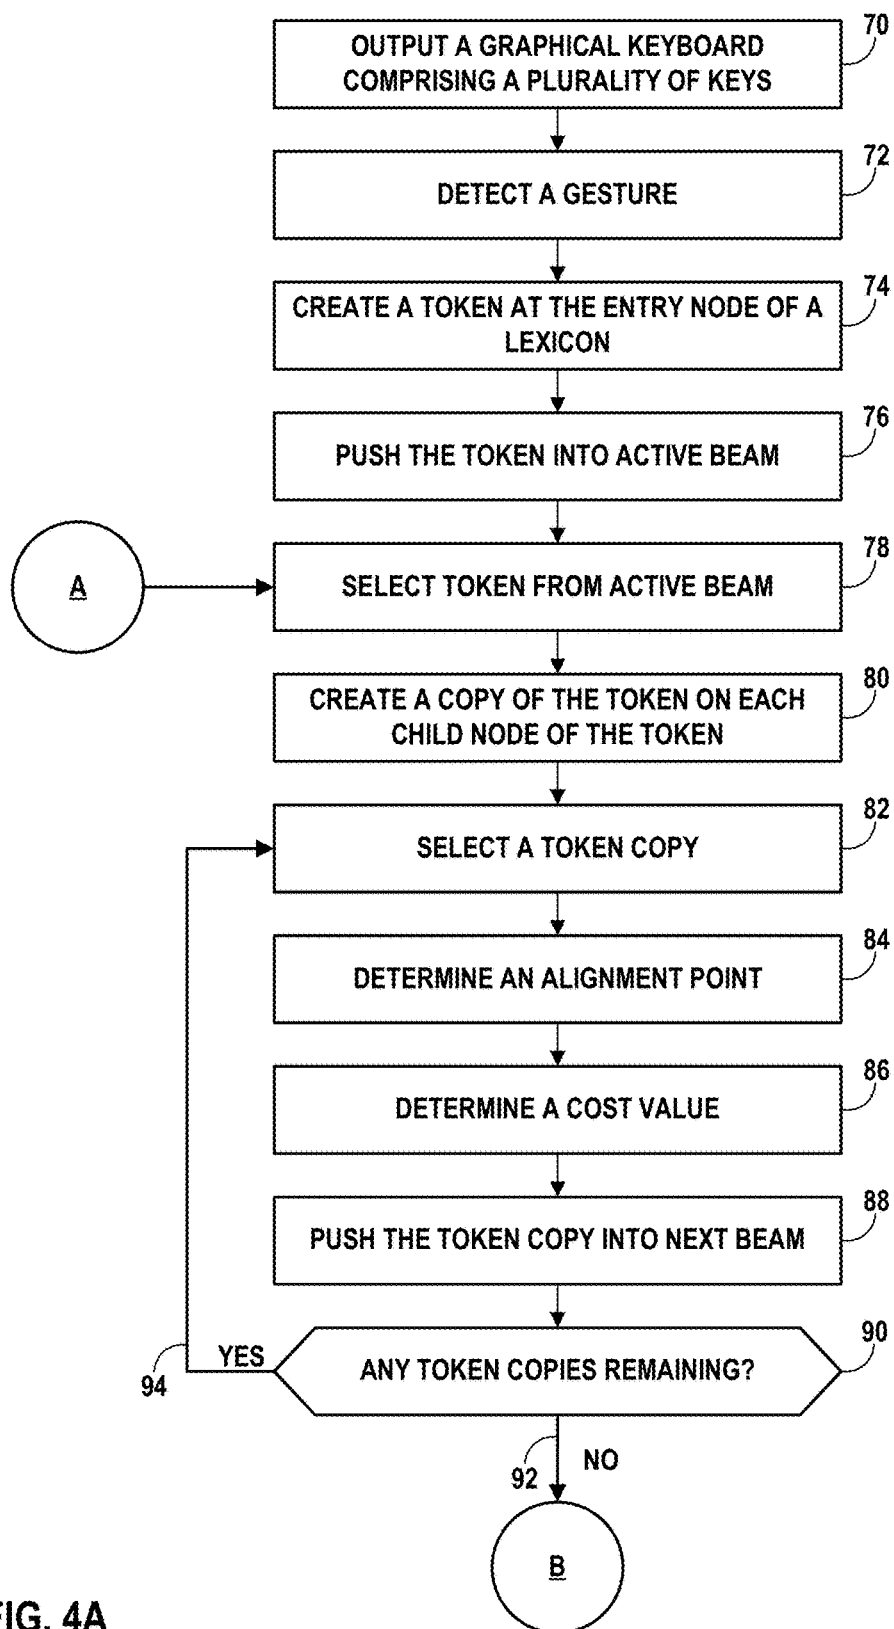 OUTPUT A GRAPHICAL KEYBOARD
COMPRISING A PLURALITY OF KEYS
70
DETECT A GESTURE
72
CREATE A TOKEN AT THE ENTRY NODE OF A
LEXICON
74
PUSH THE TOKEN INTO ACTIVE BEAM
76
A
SELECT TOKEN FROM ACTIVE BEAM
78
CREATE A COPY OF THE TOKEN ON EACH
CHILD NODE OF THE TOKEN
80
SELECT A TOKEN COPY
82
DETERMINE AN ALIGNMENT POINT
84
DETERMINE A COST VALUE
86
PUSH THE TOKEN COPY INTO NEXT BEAM
88
YES
94
ANY TOKEN COPIES REMAINING?
90
92
NO
B
FIG. 4A